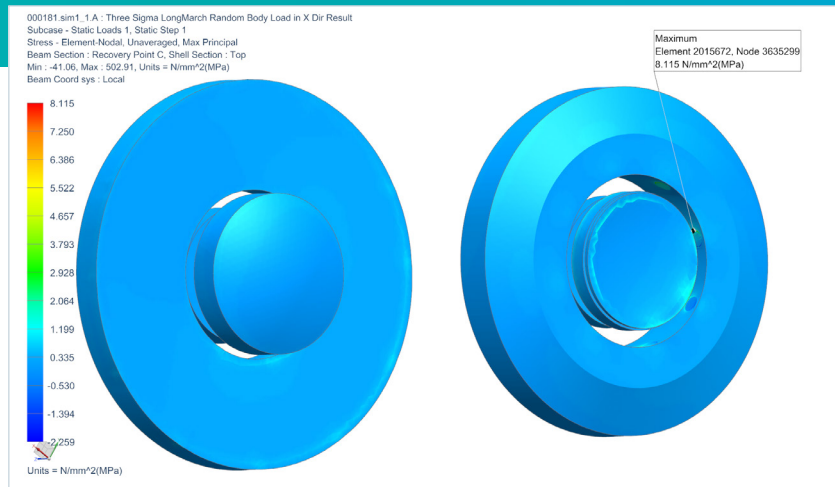 000181.sim1_1.A : Three Sigma LongMarch Random Body Load in X Dir Result
Subcase - Static Loads 1, Static Step 1
Stress - Element-Nodal, Unaveraged, Max Principal
Beam Section : Recovery Point C, Shell Section : Top
Min : -41.06, Max : 502.91, Units = N/mm^2(MPa)
Beam Coord sys : Local
Maximum
Element 2015672, Node 3635299
8.115 N/mm^2(MPa)
8.115
7.250
6.386
5.522
4.657
3.793
2.928
2.064
1.199
0.335
-0.530
-1.394
-2.259
Units = N/mm^2(MPa)